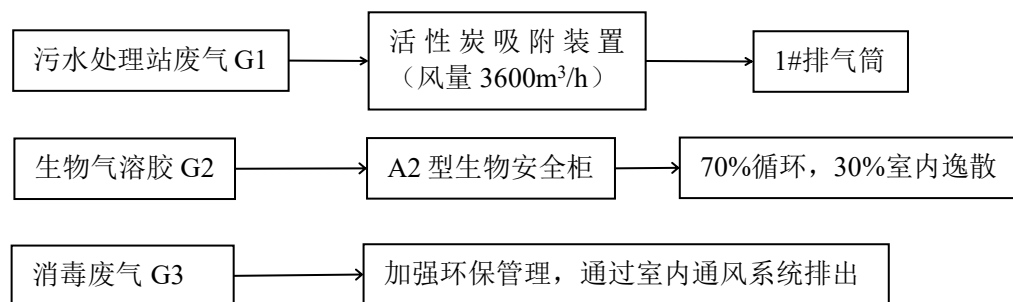 污水处理站废气 G1
活性炭吸附装置
（风量 3600m³/h）
1#排气筒
生物气溶胶 G2
A2 型生物安全柜
70%循环，30%室内逸散
消毒废气 G3
加强环保管理，通过室内通风系统排出